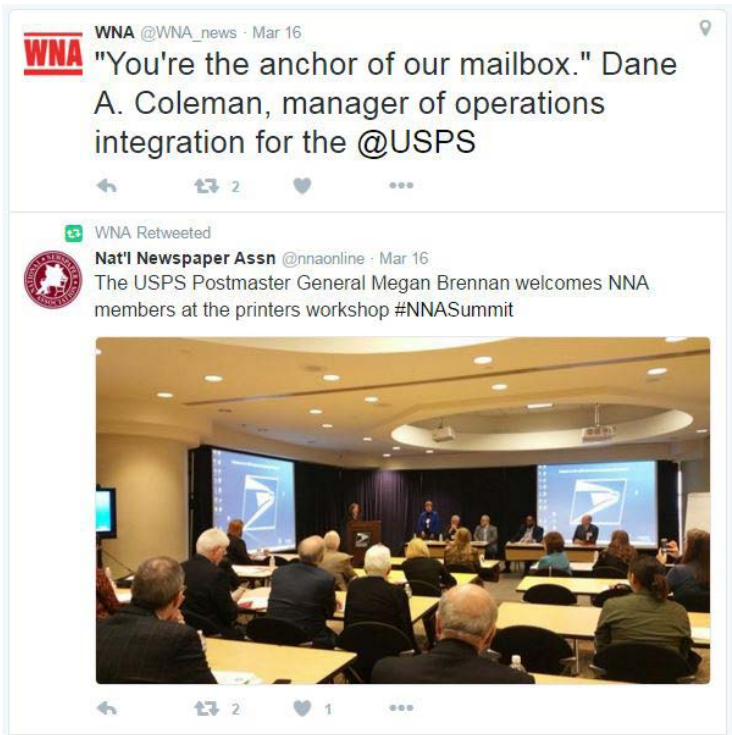 WNA
WNA @WNA_news · Mar 16
"You're the anchor of our mailbox." Dane
A. Coleman, manager of operations
integration for the @USPS
2
WNA Retweeted
Nat'l Newspaper Assn @nnaonline · Mar 16
The USPS Postmaster General Megan Brennan welcomes NNA
members at the printers workshop #NNASummit
2 1